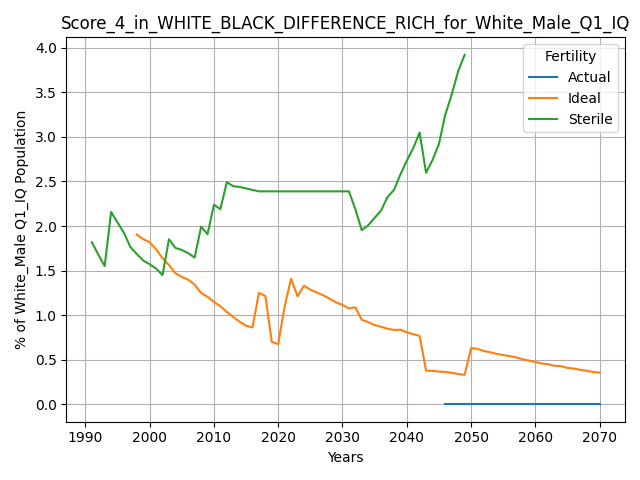 Score_4_in_WHITE_BLACK_DIFFERENCE_RICH_for_White_Male_Q1_IQ
% of White_Male Q1_IQ Population
4.0
3.5
3.0
2.5
2.0
1.5
1.0
0.5
0.0
Fertility
Actual
Ideal
Sterile
1990 2000 2010 2020 2030 2040 2050 2060 2070
Years